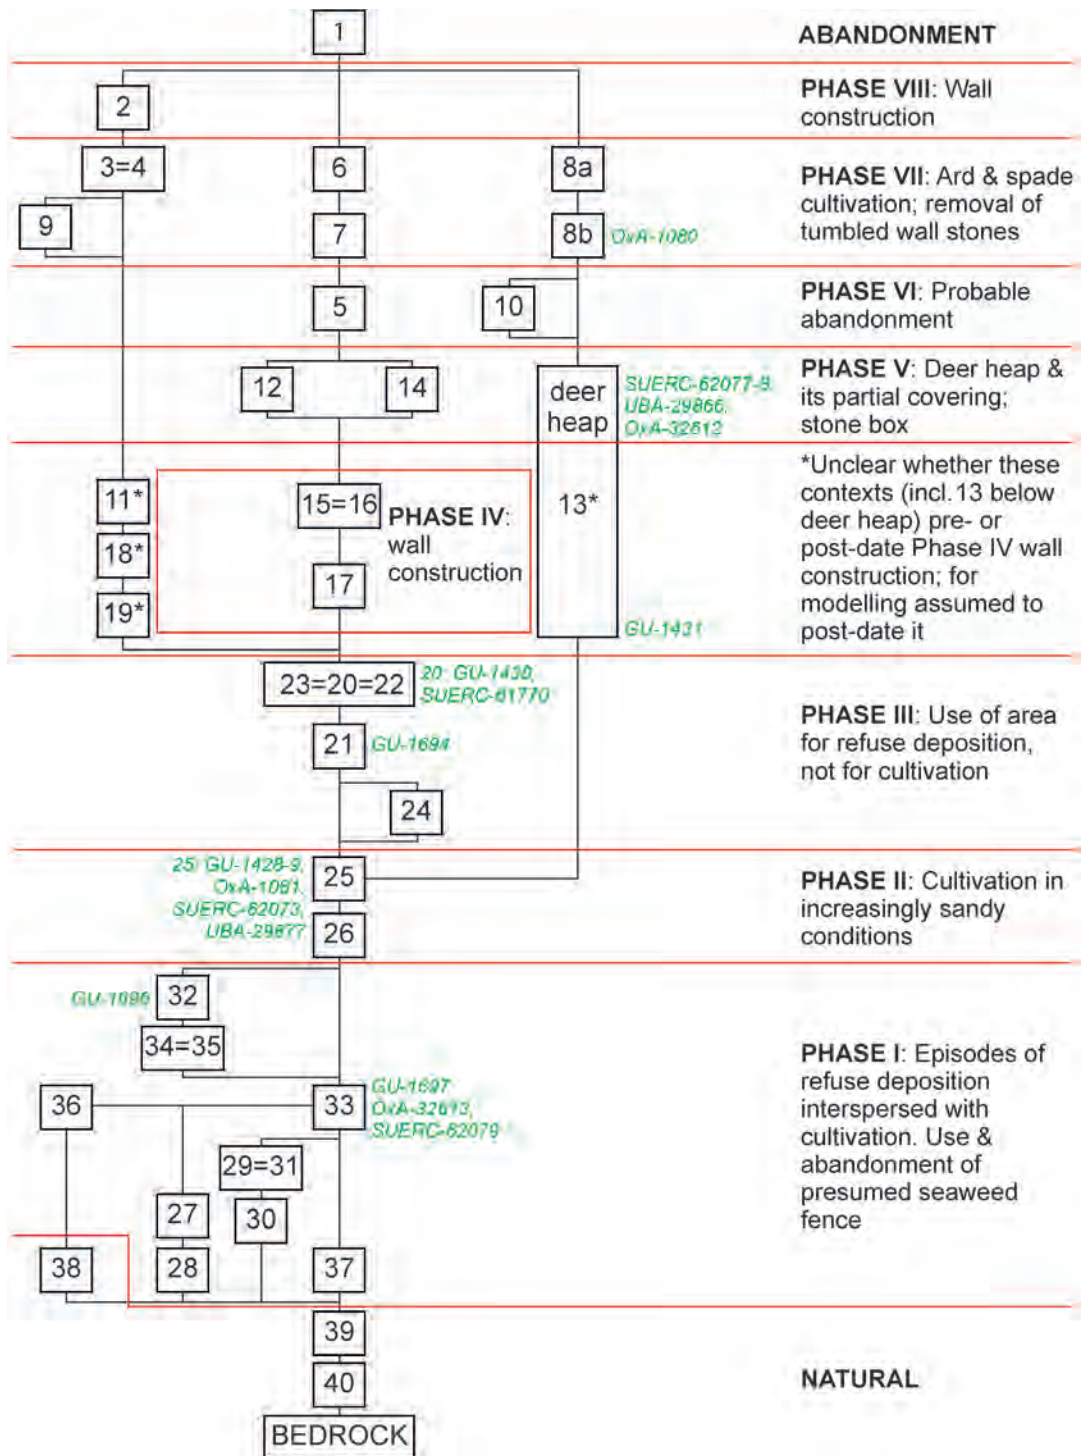 1
ABANDONMENT
2
PHASE VIII: Wall
construction
3=4
6
8a
9
7
8b
OxA-1080
PHASE VII: Ard & spade
cultivation; removal of
tumbled wall stones
5
10
PHASE VI: Probable
abandonment
12
14
deer
heap
SUERC-62077-8,
UBA-29866,
OxA-32612
PHASE V: Deer heap &
its partial covering;
stone box
11*
18*
19*
15=16
17
PHASE IV:
wall
construction
13*
GU-1431
*Unclear whether these
contexts (incl. 13 below
deer heap) pre- or
post-date Phase IV wall
construction; for
modelling assumed to
post-date it
23=20=22
20: GU-1430,
SUERC-61770
21
GU-1694
24
PHASE III: Use of area
for refuse deposition,
not for cultivation
25: GU-1428-9,
OxA-1081,
SUERC-62073,
UBA-29877
25
26
PHASE II: Cultivation in
increasingly sandy
conditions
GU-1696
32
34=35
36
33
GU-1697
OxA-32613,
SUERC-62079
29=31
27
30
38
28
37
PHASE I: Episodes of
refuse deposition
interspersed with
cultivation. Use &
abandonment of
presumed seaweed
fence
39
40
BEDROCK
NATURAL